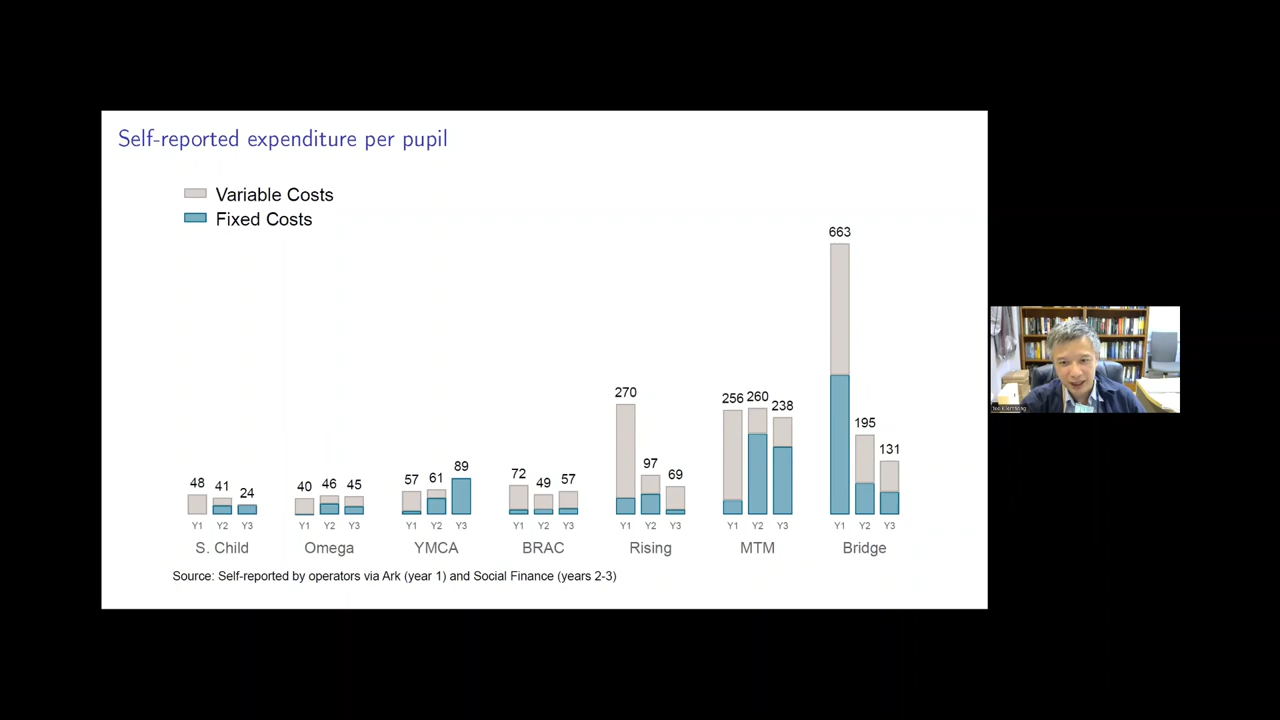 Self-reported expenditure per pupil
Variable Costs
Fixed Costs
663
270
256 260 238
195
131
97
69
48 41 24
40 46 45
57 61 89
72 49 57
Y1 Y2 Y3 Y1 Y2 Y3 Y1 Y2 Y3 Y1 Y2 Y3 Y1 Y2 Y3 Y1 Y2 Y3 Y1 Y2 Y3
S. Child Omega YMCA BRAC Rising MTM Bridge
Source: Self-reported by operators via Ark (year 1) and Social Finance (years 2-3)